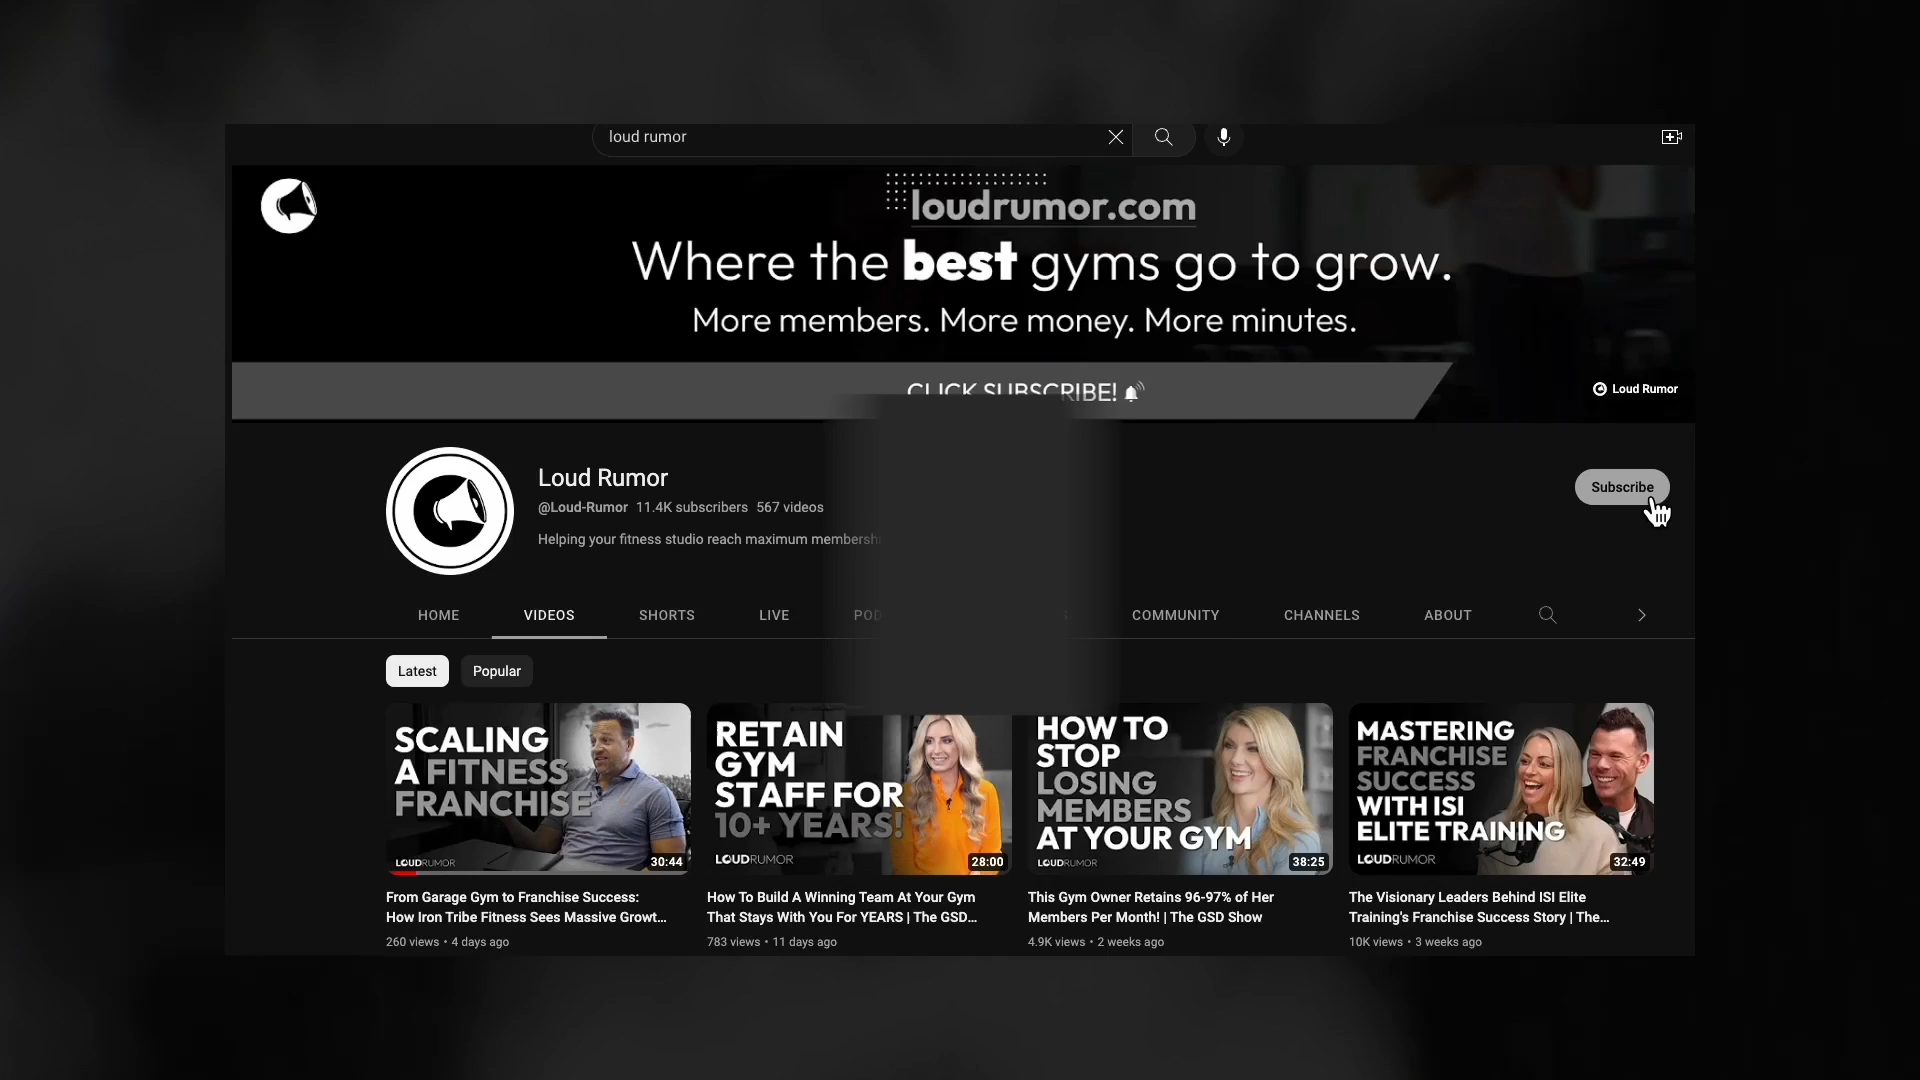 loud rumor
loudrumor.com
Where the best gyms go to grow.
More members. More money. More minutes.
CLICK SUBSCRIBE!
Loud Rumor
Loud Rumor
@Loud-Rumor 11.4K subscribers 567 videos
Subscribe
Helping your fitness studio reach maximum
HOME VIDEOS SHORTS LIVE COMMUNITY CHANNELS ABOUT
Latest Popular
SCALING
A FITNESS
FRANCHISE
LOUDRUMOR
30:44
RETAIN
GYM
STAFF FOR
10+ YEARS!
LOUDRUMOR
28:00
HOW TO
STOP
LOSING
MEMBERS
AT YOUR GYM
LOUDRUMOR
38:25
MASTERING
FRANCHISE
SUCCESS
WITH ISI
ELITE TRAINING
LOUDRUMOR
32:49
From Garage Gym to Franchise Success:
How Iron Tribe Fitness Sees Massive Growt...
260 views • 4 days ago
How To Build A Winning Team At Your Gym
That Stays With You For YEARS | The GSD...
783 views • 11 days ago
This Gym Owner Retains 96-97% of Her
Members Per Month! | The GSD Show
4.9K views • 2 weeks ago
The Visionary Leaders Behind ISI Elite
Training's Franchise Success Story | The...
10K views • 3 weeks ago